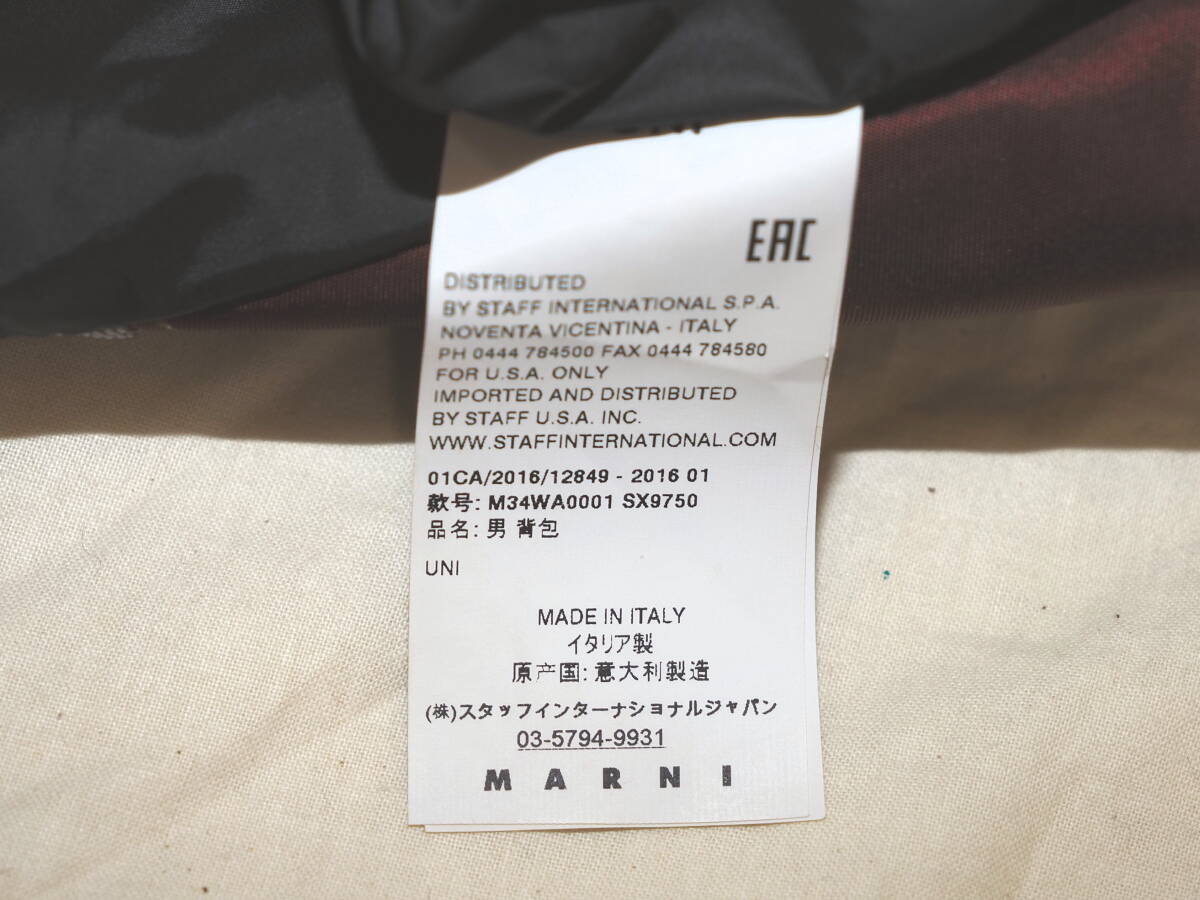 EAC
DISTRIBUTED
BY STAFF INTERNATIONAL S.P.A.
NOVENTA VICENTINA - ITALY
PH 0444 784500 FAX 0444 784580
FOR U.S.A. ONLY
IMPORTED AND DISTRIBUTED
BY STAFF U.S.A. INC.
WWW.STAFFINTERNATIONAL.COM
01CA/2016/12849 - 2016 01
款号: M34WA0001 SX9750
品名: 男 背包
UNI
MADE IN ITALY
イタリア製
原产国: 意大利製造
(株)スタッフインターナショナルジャパン
03-5794-9931
MARNI